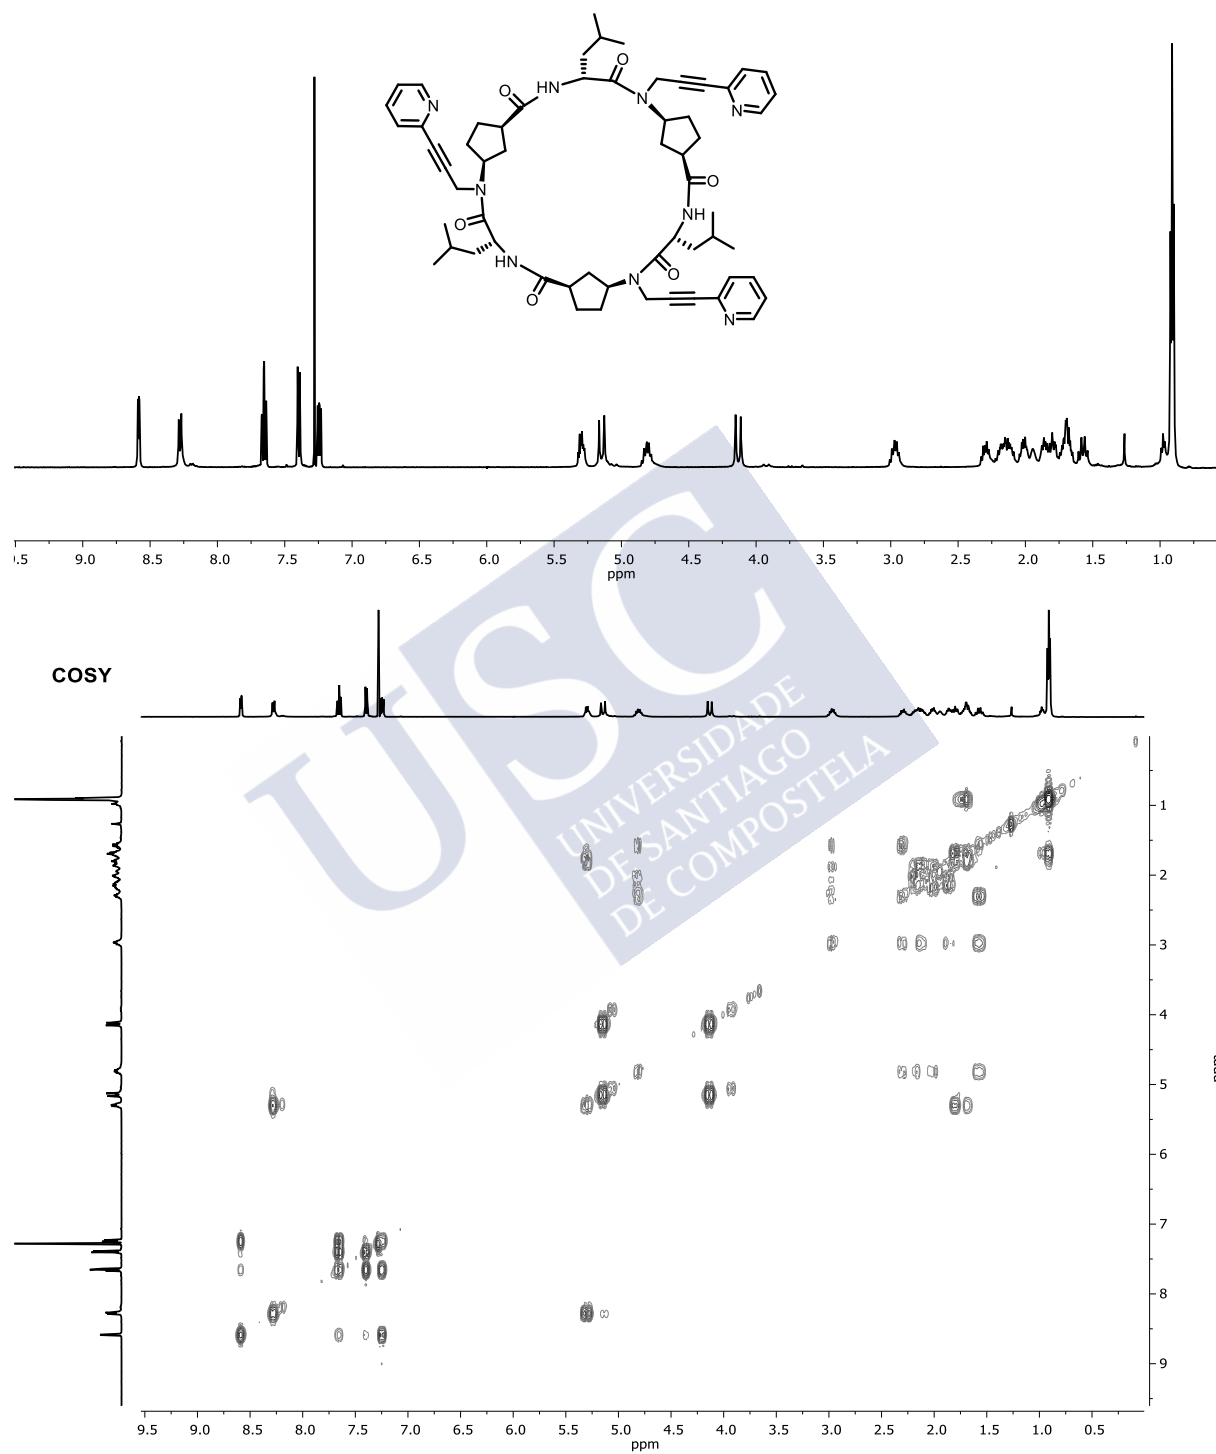 O
HN
O
N
N
N
N
O
O
NH
HN
O
N
O
O
N
9.5 9.0 8.5 8.0 7.5 7.0 6.5 6.0 5.5 5.0 4.5 4.0 3.5 3.0 2.5 2.0 1.5 1.0
ppm
COSY
USC
UNIVERSIDADE
DE SANTIAGO
DE COMPOSTELA
1
2
3
4
5
6
7
8
9
ppm
9.5 9.0 8.5 8.0 7.5 7.0 6.5 6.0 5.5 5.0 4.5 4.0 3.5 3.0 2.5 2.0 1.5 1.0 0.5
ppm